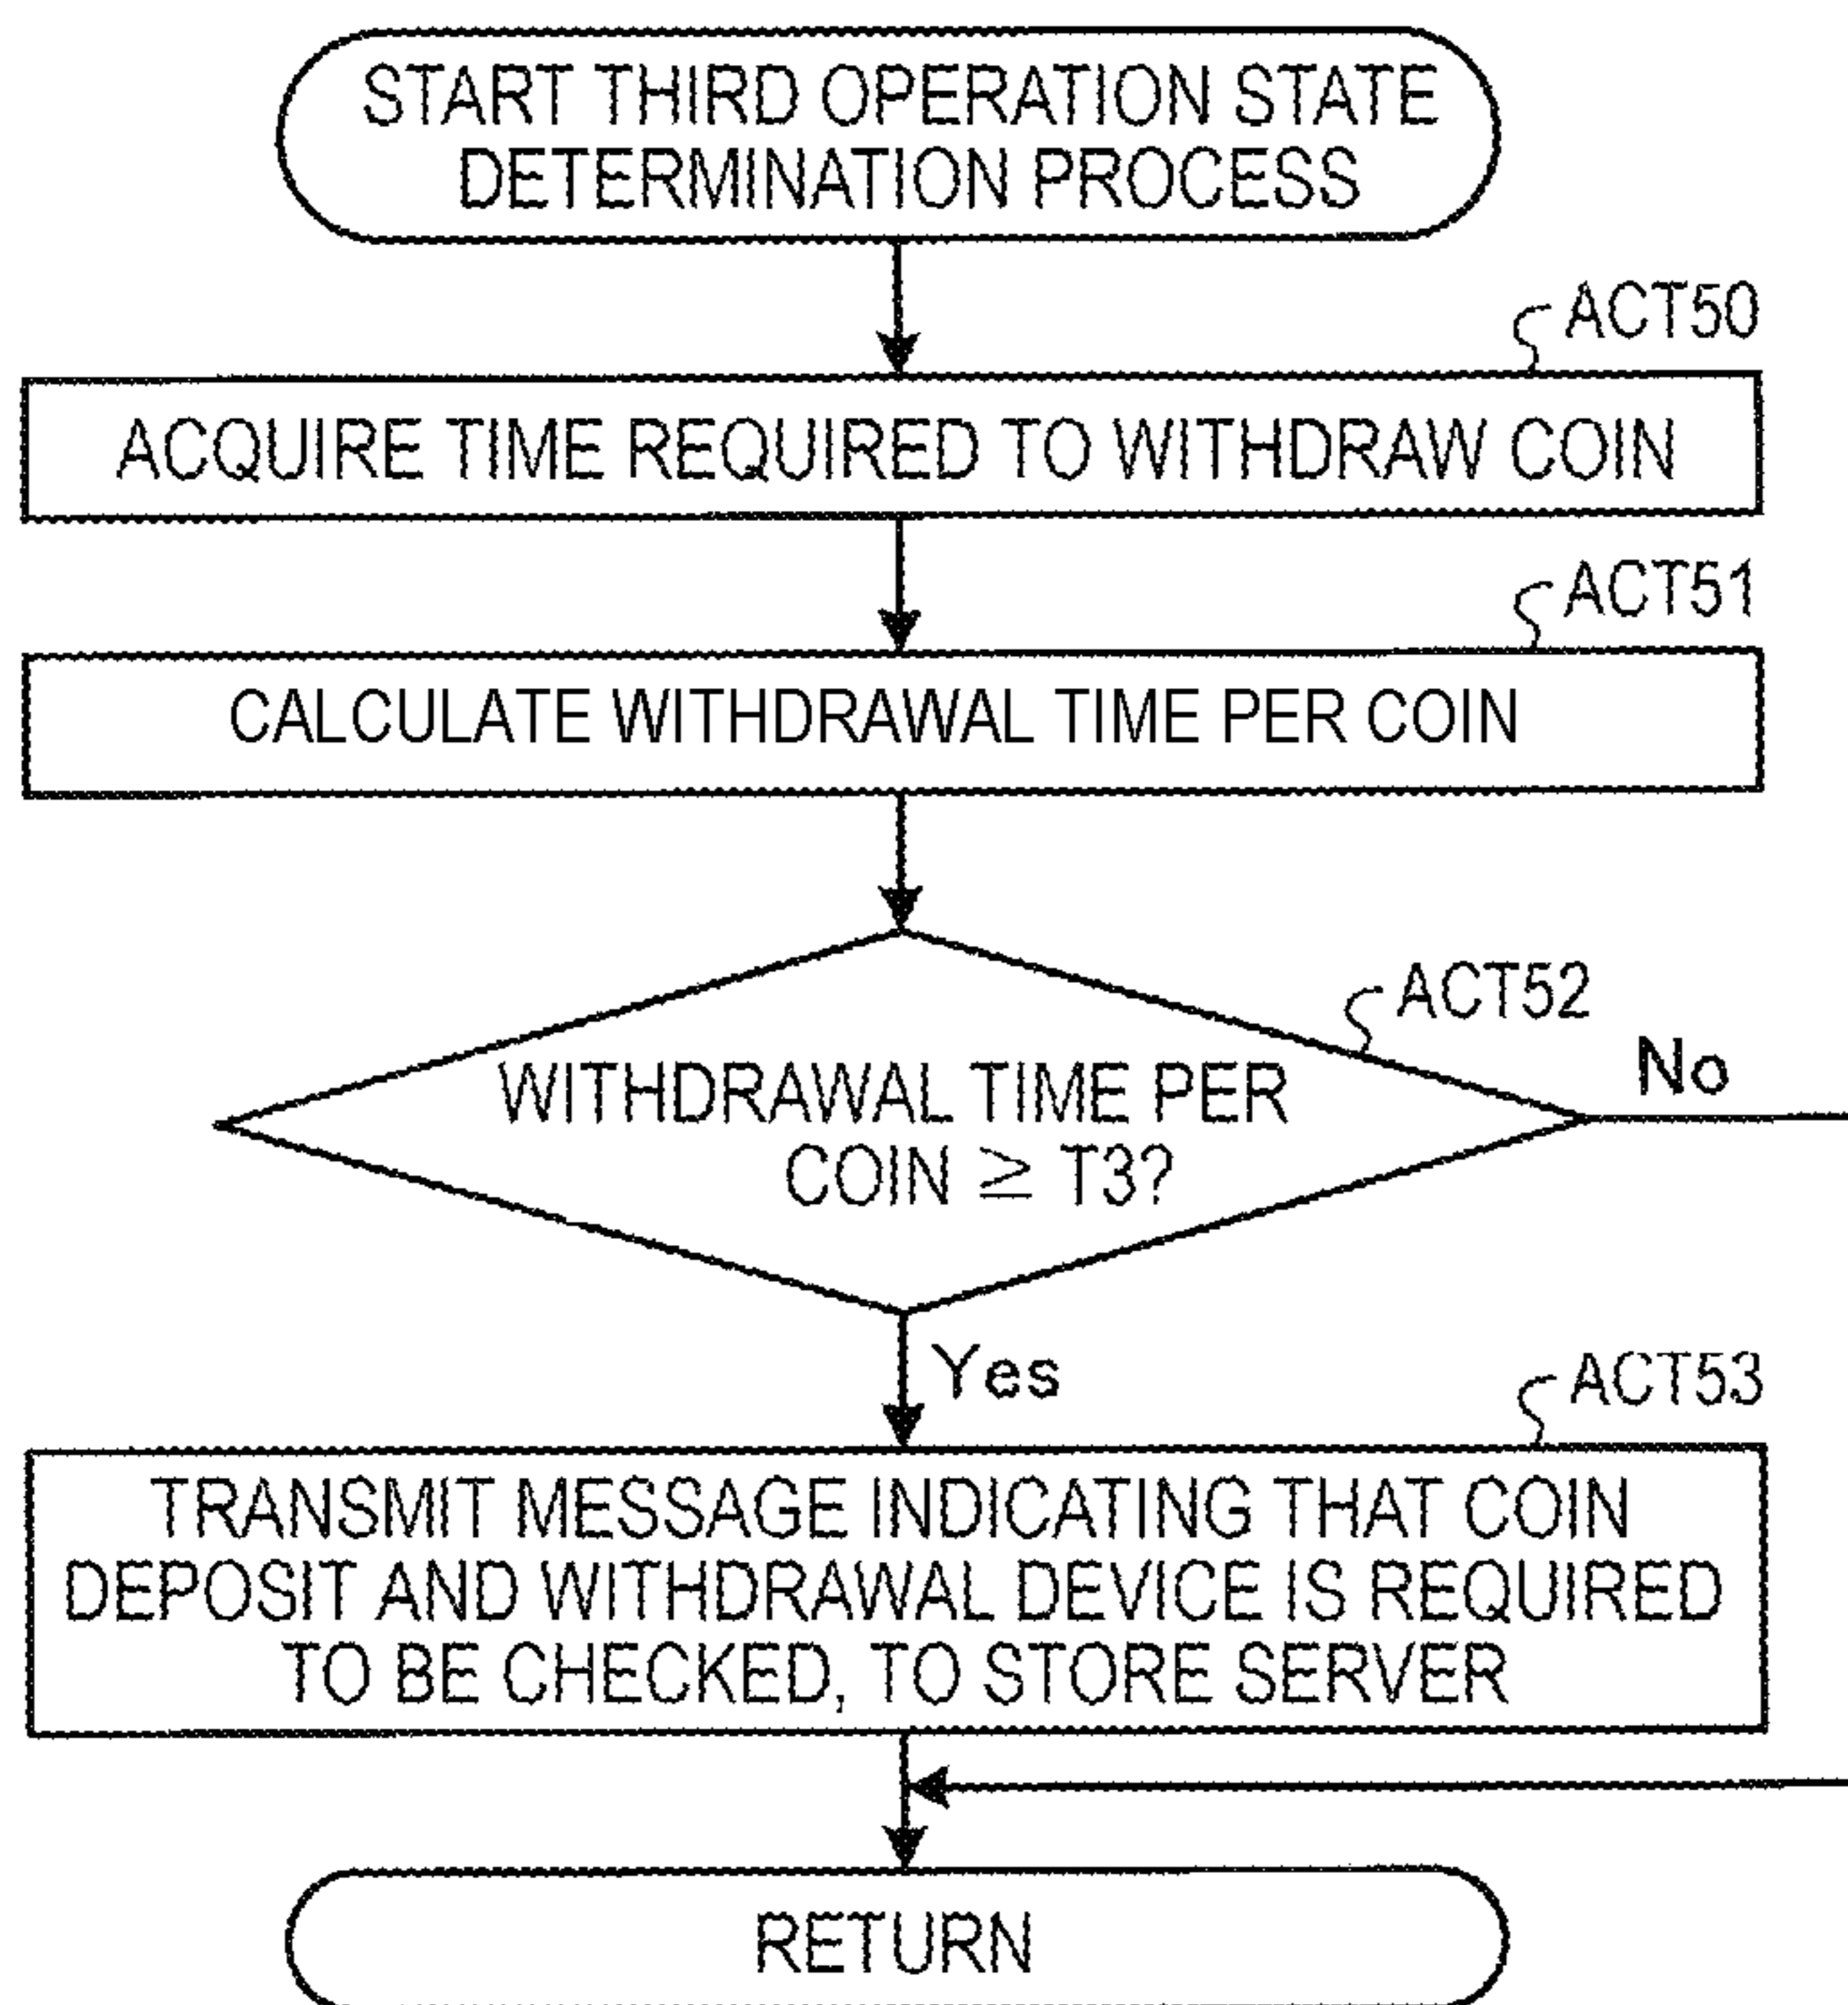 START THIRD OPERATION STATE
DETERMINATION PROCESS
ACT50
ACQUIRE TIME REQUIRED TO WITHDRAW COIN
ACT51
CALCULATE WITHDRAWAL TIME PER COIN
ACT52
WITHDRAWAL TIME PER
COIN ≧ T3?
No
Yes
ACT53
TRANSMIT MESSAGE INDICATING THAT COIN
DEPOSIT AND WITHDRAWAL DEVICE IS REQUIRED
TO BE CHECKED, TO STORE SERVER
RETURN